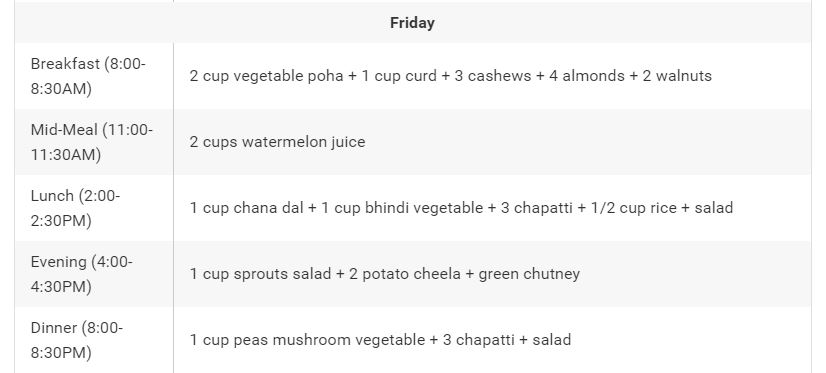 Friday
Breakfast (8:00-
8:30AM)
2 cup vegetable poha + 1 cup curd + 3 cashews + 4 almonds + 2 walnuts
Mid-Meal (11:00-
11:30AM)
2 cups watermelon juice
Lunch (2:00-
2:30PM)
1 cup chana dal + 1 cup bhindi vegetable + 3 chapatti + 1/2 cup rice + salad
Evening (4:00-
4:30PM)
1 cup sprouts salad + 2 potato cheela + green chutney
Dinner (8:00-
8:30PM)
1 cup peas mushroom vegetable + 3 chapatti + salad